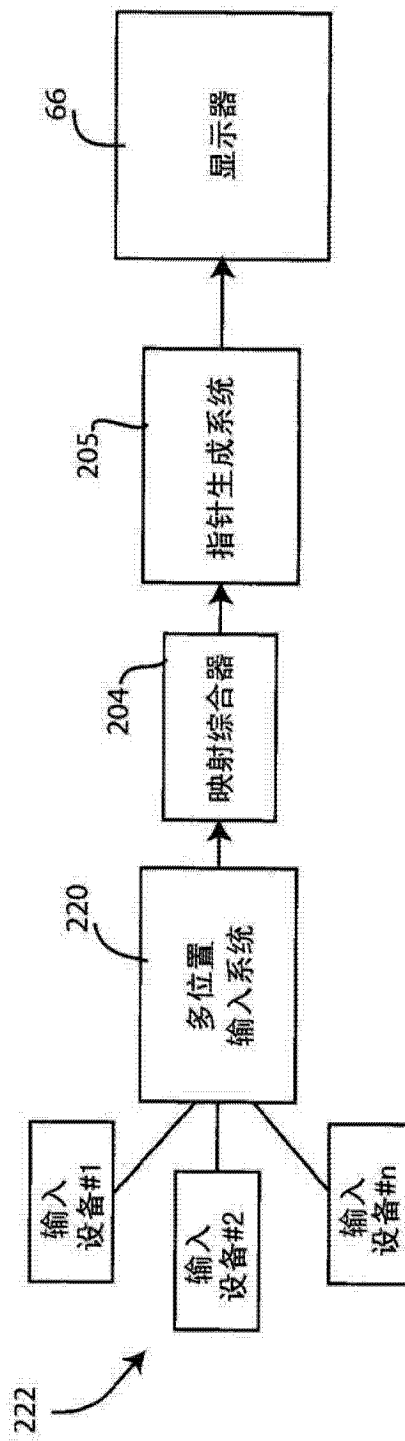 222
输入
设备#1
输入
设备#2
输入
设备#n
220
多位置
输入系统
204
映射综合器
205
指针生成系统
66
显示器